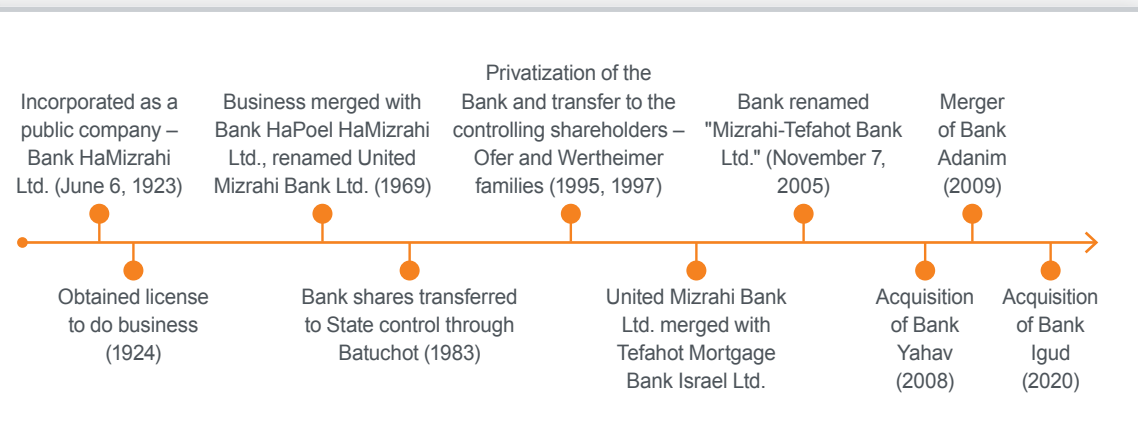 Incorporated as a
public company –
Bank HaMizrahi
Ltd. (June 6, 1923)
Obtained license
to do business
(1924)
Business merged with
Bank HaPoel HaMizrahi
Ltd., renamed United
Mizrahi Bank Ltd. (1969)
Bank shares transferred
to State control through
Batuchot (1983)
Privatization of the
Bank and transfer to the
controlling shareholders –
Ofer and Wertheimer
families (1995, 1997)
United Mizrahi Bank
Ltd. merged with
Tefahot Mortgage
Bank Israel Ltd.
Bank renamed
"Mizrahi-Tefahot Bank
Ltd." (November 7,
2005)
Acquisition
of Bank
Yahav
(2008)
Merger
of Bank
Adanim
(2009)
Acquisition
of Bank
Igud
(2020)